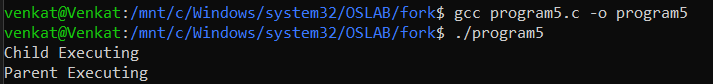 venkat@Venkat:/mnt/c/Windows/system32/OSLAB/fork$ gcc program5.c -o program5
venkat@Venkat:/mnt/c/Windows/system32/OSLAB/fork$ ./program5
Child Executing
Parent Executing